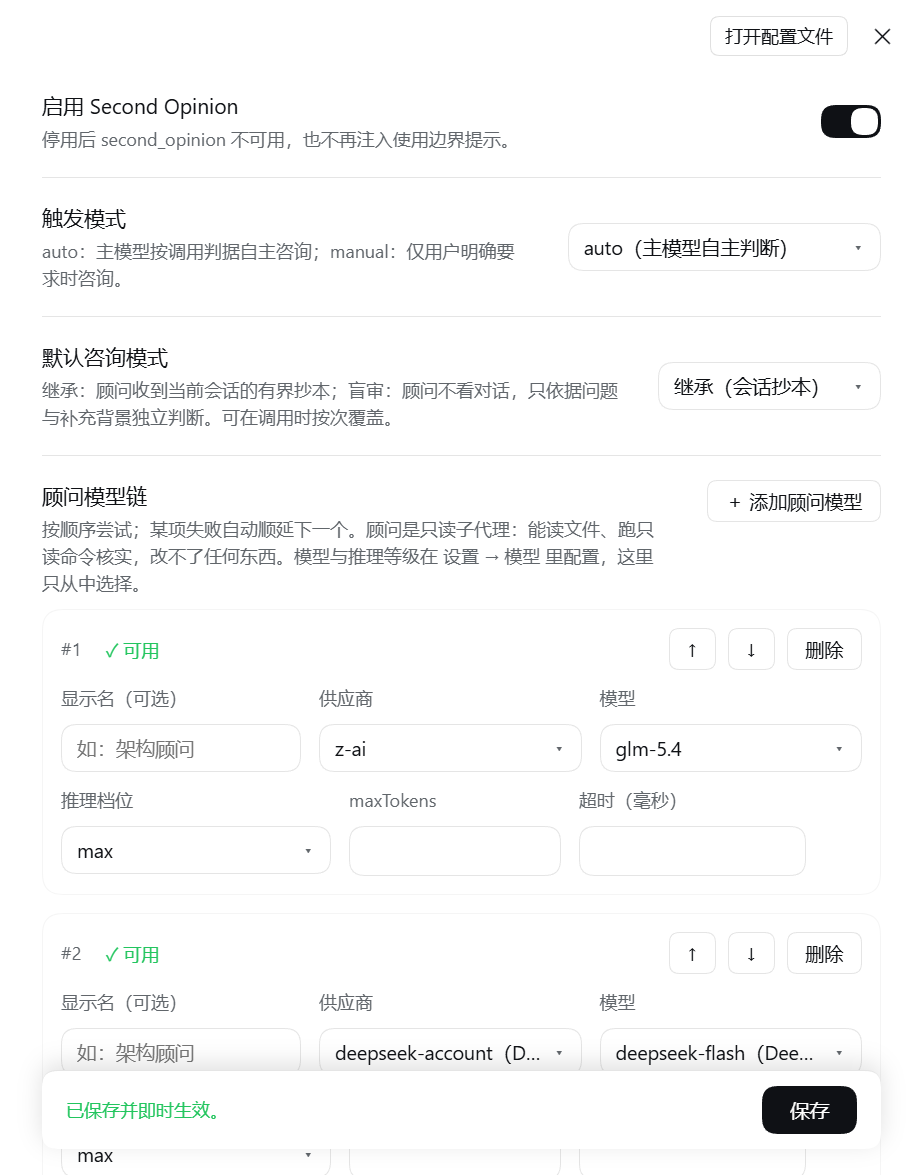 打开配置文件
启用 Second Opinion
停用后 second_opinion 不可用，也不再注入使用边界提示。
触发模式
auto：主模型按调用判据自主咨询；manual：仅用户明确要
求时咨询。
auto（主模型自主判断）
默认咨询模式
继承：顾问收到当前会话的有界抄本；盲审：顾问不看对话，只依据问题
与补充背景独立判断。可在调用时按次覆盖。
继承（会话抄本）
顾问模型链
按顺序尝试；某项失败自动顺延下一个。顾问是只读子代理：能读文件、跑只
读命令核实，改不了任何东西。模型与推理等级在 设置 → 模型 里配置，这里
只从中选择。
+ 添加顾问模型
#1 ✓ 可用 ↑ ↓ 删除
显示名（可选） 供应商 模型
如：架构顾问 z-ai glm-5.4
推理档位 maxTokens 超时（毫秒）
max
#2 ✓ 可用 ↑ ↓ 删除
显示名（可选） 供应商 模型
如：架构顾问 deepseek-account（D... deepseek-flash（Dee...
已保存并即时生效。 保存
max